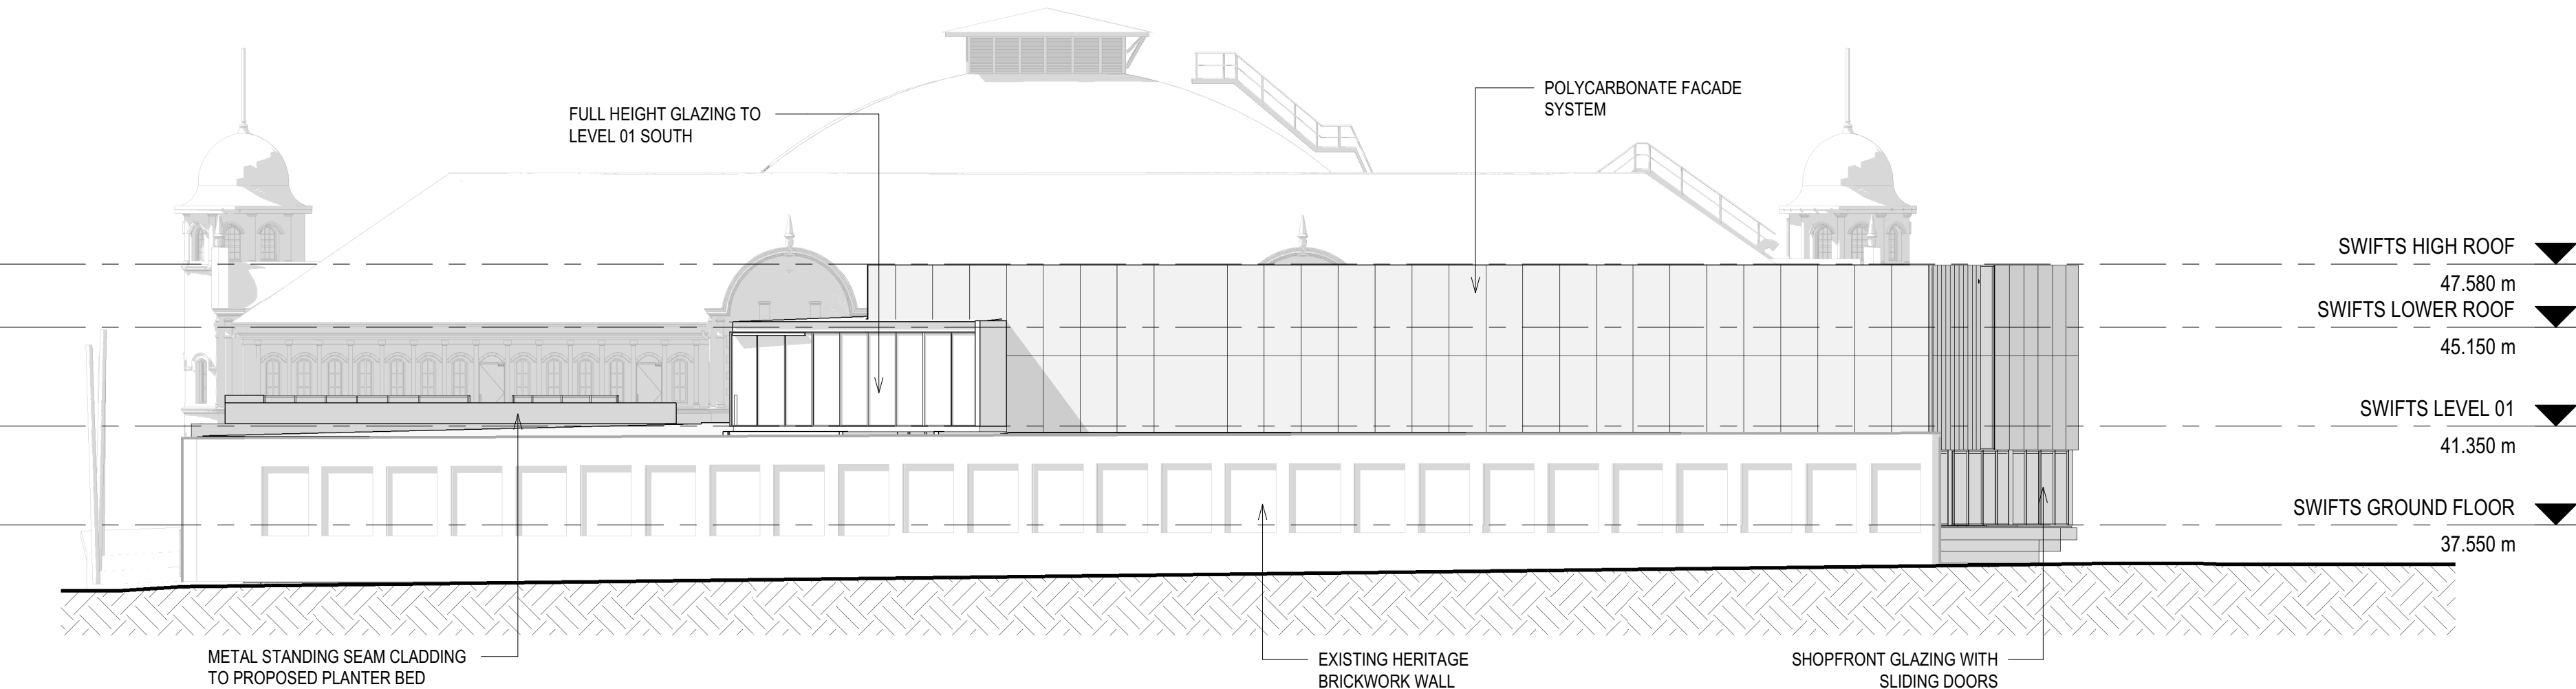 FULL HEIGHT GLAZING TO
LEVEL 01 SOUTH
POLYCARBONATE FACADE
SYSTEM
SWIFTS HIGH ROOF
47.580 m
SWIFTS LOWER ROOF
45.150 m
SWIFTS LEVEL 01
41.350 m
SWIFTS GROUND FLOOR
37.550 m
METAL STANDING SEAM CLADDING
TO PROPOSED PLANTER BED
EXISTING HERITAGE
BRICKWORK WALL
SHOPFRONT GLAZING WITH
SLIDING DOORS